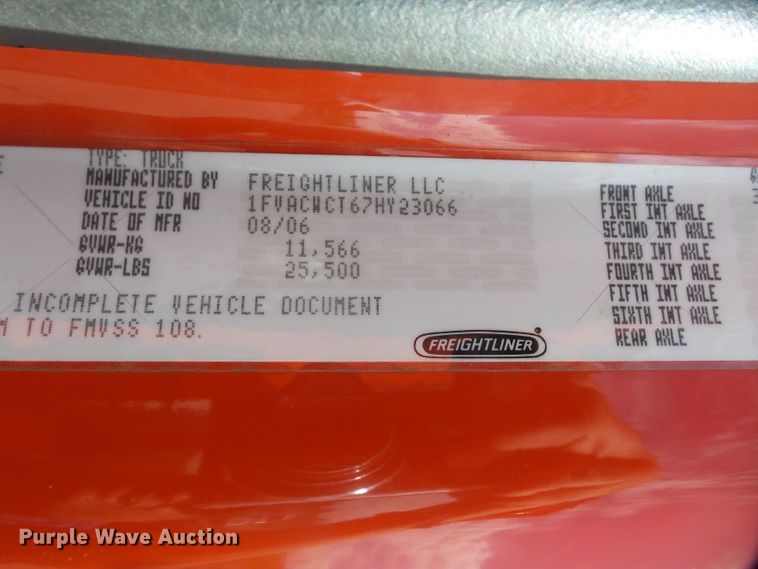 TYPE: TRUCK
MANUFACTURED BY FREIGHTLINER LLC
VEHICLE ID NO 1FVACWCT67HY23066
DATE OF MFR 08/06
GVWR-KG 11,566
GVWR-LBS 25,500
INCOMPLETE VEHICLE DOCUMENT
M TO FMVSS 108.
FREIGHTLINER®
FRONT AXLE
FIRST INT AXLE
SECOND INT AXLE
THIRD INT AXLE
FOURTH INT AXLE
FIFTH INT AXLE
SIXTH INT AXLE
REAR AXLE
Purple Wave Auction®